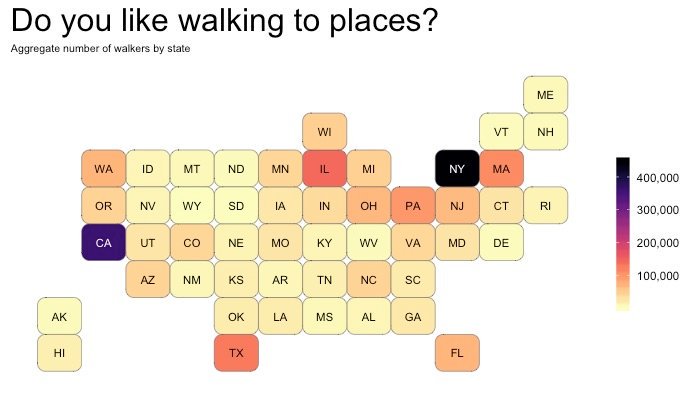 Do you like walking to places?
Aggregate number of walkers by state
ME
WI VT NH
WA ID MT ND MN IL MI NY MA
OR NV WY SD IA IN OH PA NJ CT RI
CA UT CO NE MO KY WV VA MD DE
AZ NM KS AR TN NC SC
AK OK LA MS AL GA
HI TX FL
400,000
300,000
200,000
100,000